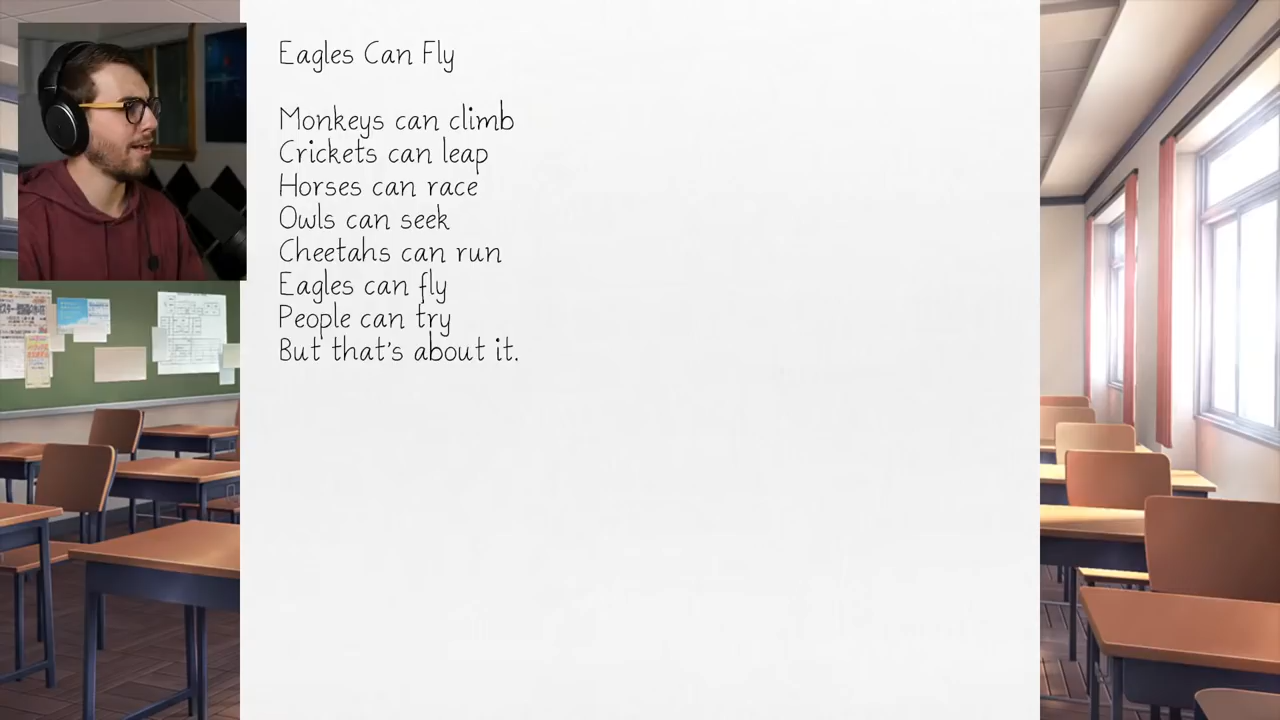 Eagles Can Fly
Monkeys can climb
Crickets can leap
Horses can race
Owls can seek
Cheetahs can run
Eagles can fly
People can try
But that's about it.